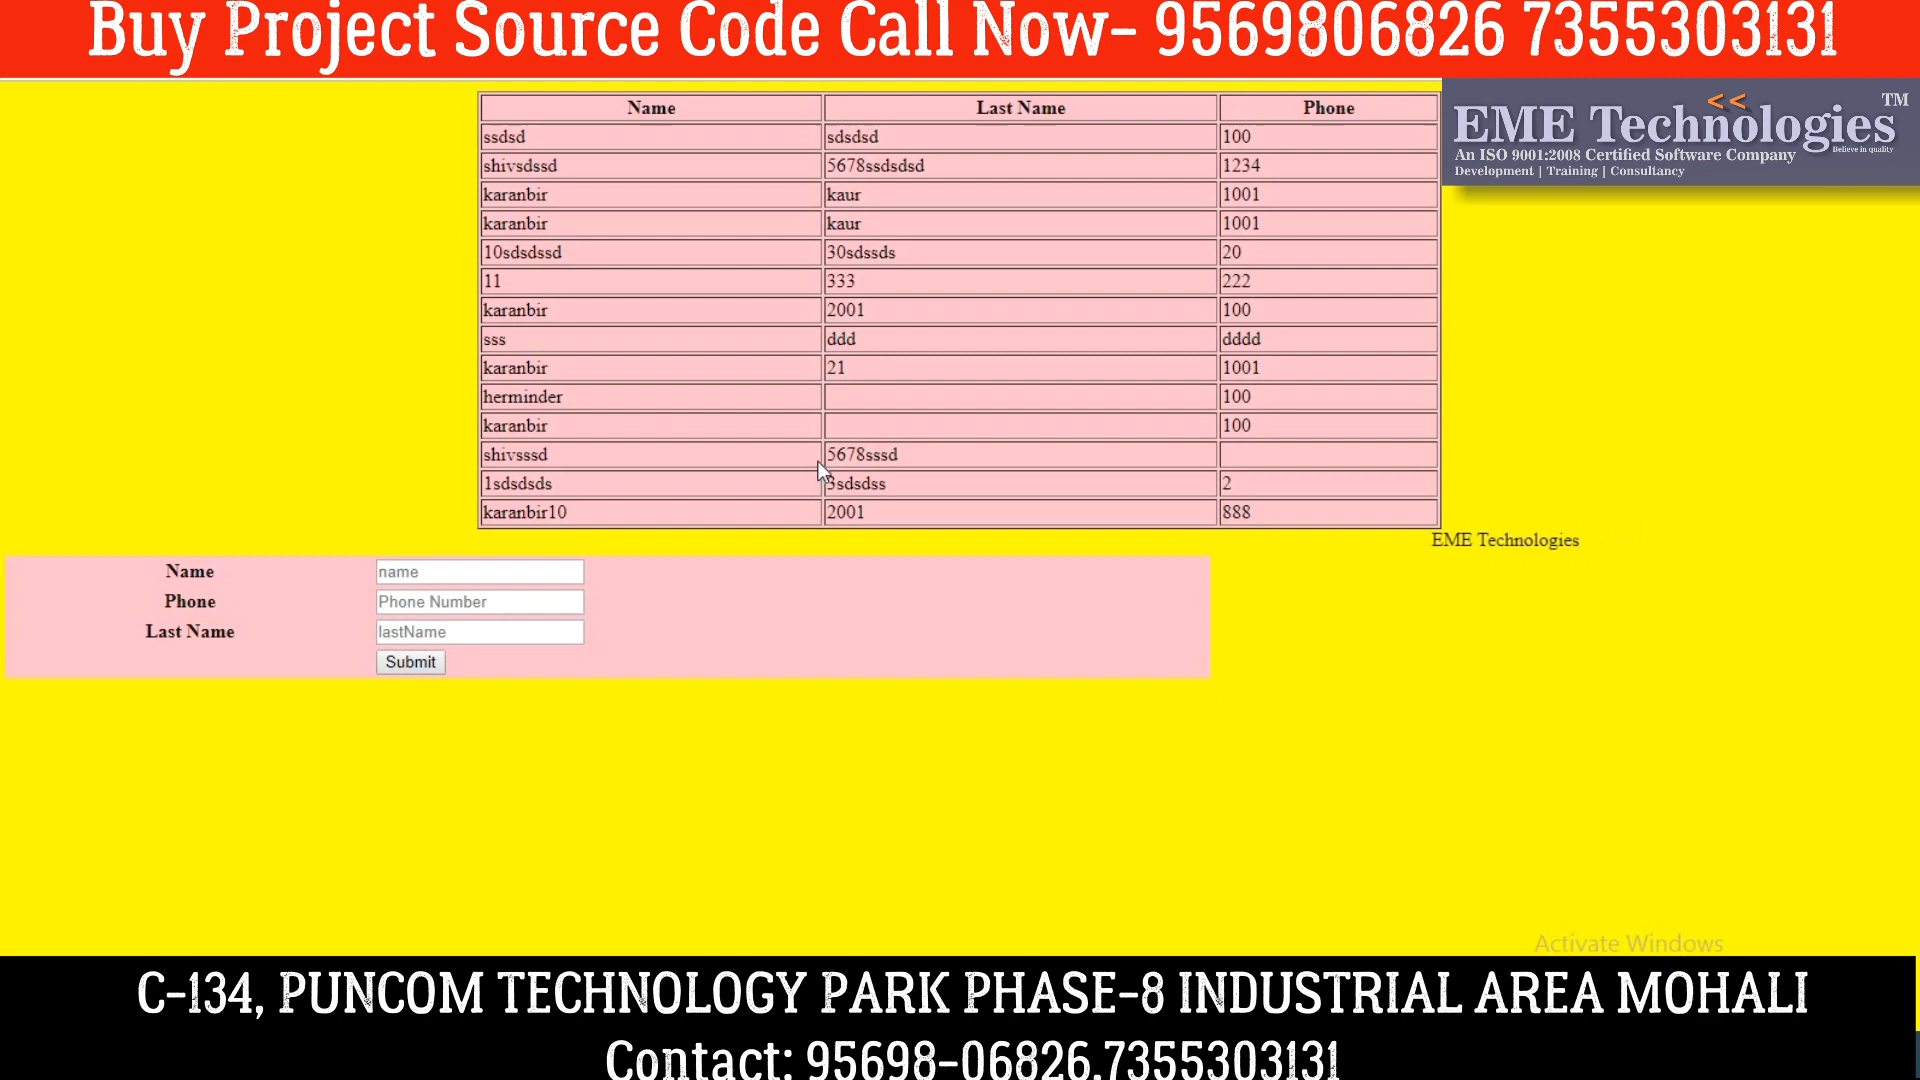 Buy Project Source Code Call Now- 9569806826 7355303131
<<
EME Technologies TM
Believe in quality
An ISO 9001:2008 Certified Software Company
Development | Training | Consultancy
Name Last Name Phone
ssdsd sdsdsd 100
shivsdssd 5678ssdsdsd 1234
karanbir kaur 1001
karanbir kaur 1001
10sdsdssd 30sdssds 20
11 333 222
karanbir 2001 100
sss ddd dddd
karanbir 21 1001
herminder 100
karanbir 100
shivsssd 5678sssd
1sdsdsds 3sdsdss 2
karanbir10 2001 888
EME Technologies
Name name
Phone Phone Number
Last Name lastName
Submit
Activate Windows
C-134, PUNCOM TECHNOLOGY PARK PHASE-8 INDUSTRIAL AREA MOHALI
Contact: 95698-06826,7355303131